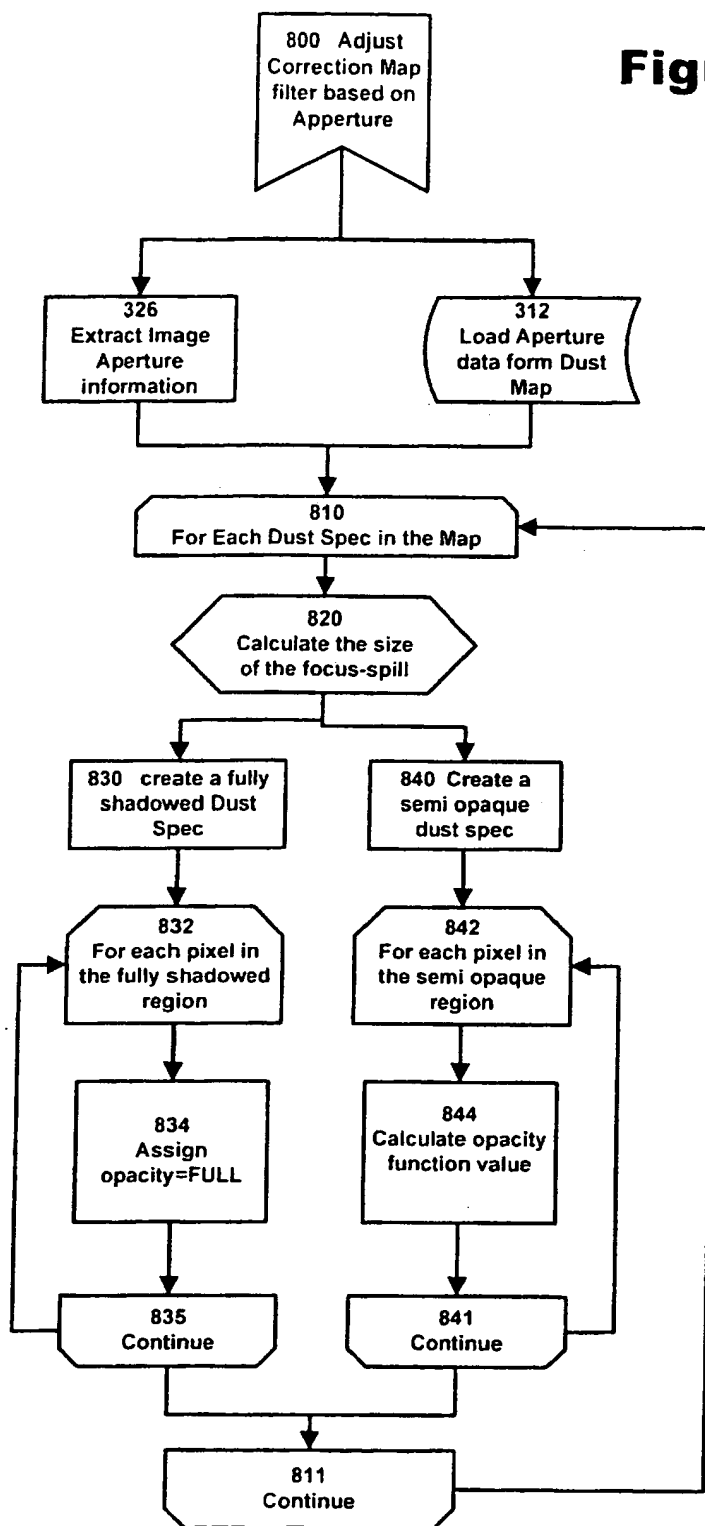 800 Adjust
Correction Map
filter based on
Apperture
Figu
326
Extract Image
Aperture
information
312
Load Aperture
data form Dust
Map
810
For Each Dust Spec in the Map
820
Calculate the size
of the focus-spill
830 create a fully
shadowed Dust
Spec
840 Create a
semi opaque
dust spec
832
For each pixel in
the fully shadowed
region
842
For each pixel in
the semi opaque
region
834
Assign
opacity=FULL
844
Calculate opacity
function value
835
Continue
841
Continue
811
Continue